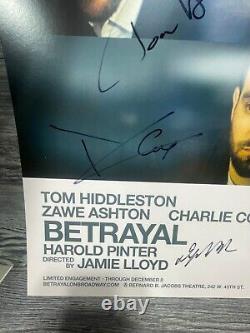 TOM HIDDLESTON
ZAWE ASHTON CHARLIE CO
BETRAYAL
HAROLD PINTER
DIRECTED BY JAMIE LLOYD
LIMITED ENGAGEMENT - THROUGH DECEMBER 8
BETRAYALONBROADWAY.COM BERNARD B. JACOBS THEATRE, 242 W. 45TH ST.